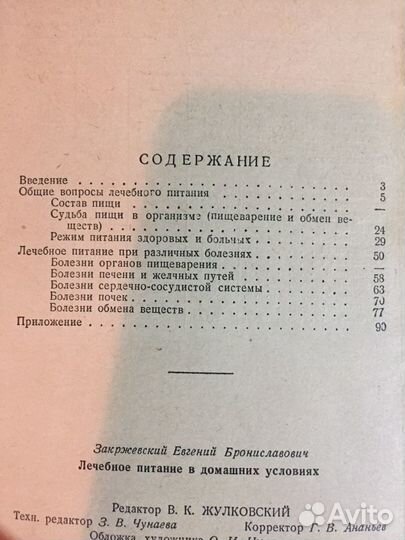 СОДЕРЖАНИЕ
Введение . . . . . . . . . . . . . . . 3
Общие вопросы лечебного питания . . . . . . 5
Состав пищи . . . . . . . . . . . . . —
Судьба пищи в организме (пищеварение и обмен ве-
ществ) . . . . . . . . . . . . . . 24
Режим питания здоровых и больных . . . . . . 29
Лечебное питание при различных болезнях . . . . . 50
Болезни органов пищеварения . . . . . . . —
Болезни печени и желчных путей . . . . . . 58
Болезни сердечно-сосудистой системы . . . . . 63
Болезни почек . . . . . . . . . . . . 70
Болезни обмена веществ . . . . . . . . . 77
Приложение . . . . . . . . . . . . . . 90
Закржевский Евгений Брониславович
Лечебное питание в домашних условиях
Редактор В. К. ЖУЛКОВСКИЙ
Техн. редактор З. В. Чунаева Корректор Г. В. Ананьев
Обложка художника О. И.
Avito